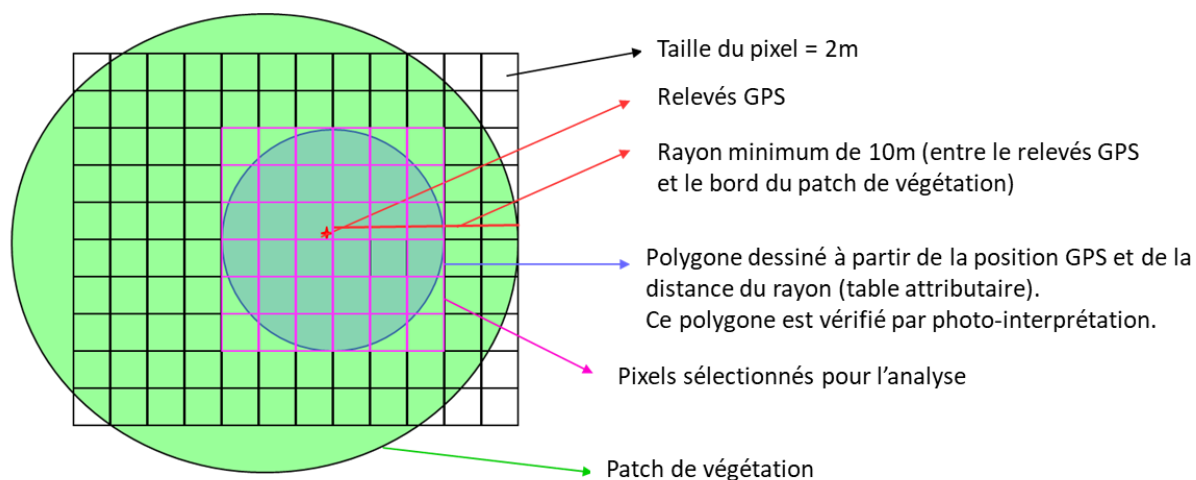 Taille du pixel = 2m
Relevés GPS
Rayon minimum de 10m (entre le relevés GPS
et le bord du patch de végétation)
Polygone dessiné à partir de la position GPS et de la
distance du rayon (table attributaire).
Ce polygone est vérifié par photo-interprétation.
Pixels sélectionnés pour l’analyse
Patch de végétation